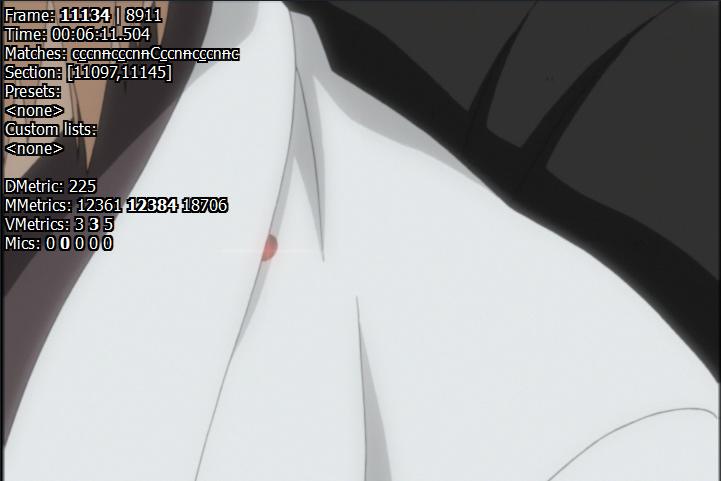 Frame: 11134 | 8911
Time: 00:06:11.504
Matches: cccnnccnnCccnnccnnc
Section: [11097,11145]
Presets:
<none>
Custom lists:
<none>
DMetric: 225
MMetrics: 12361 12384 18706
VMetrics: 3 3 5
Mics: 0 0 0 0 0